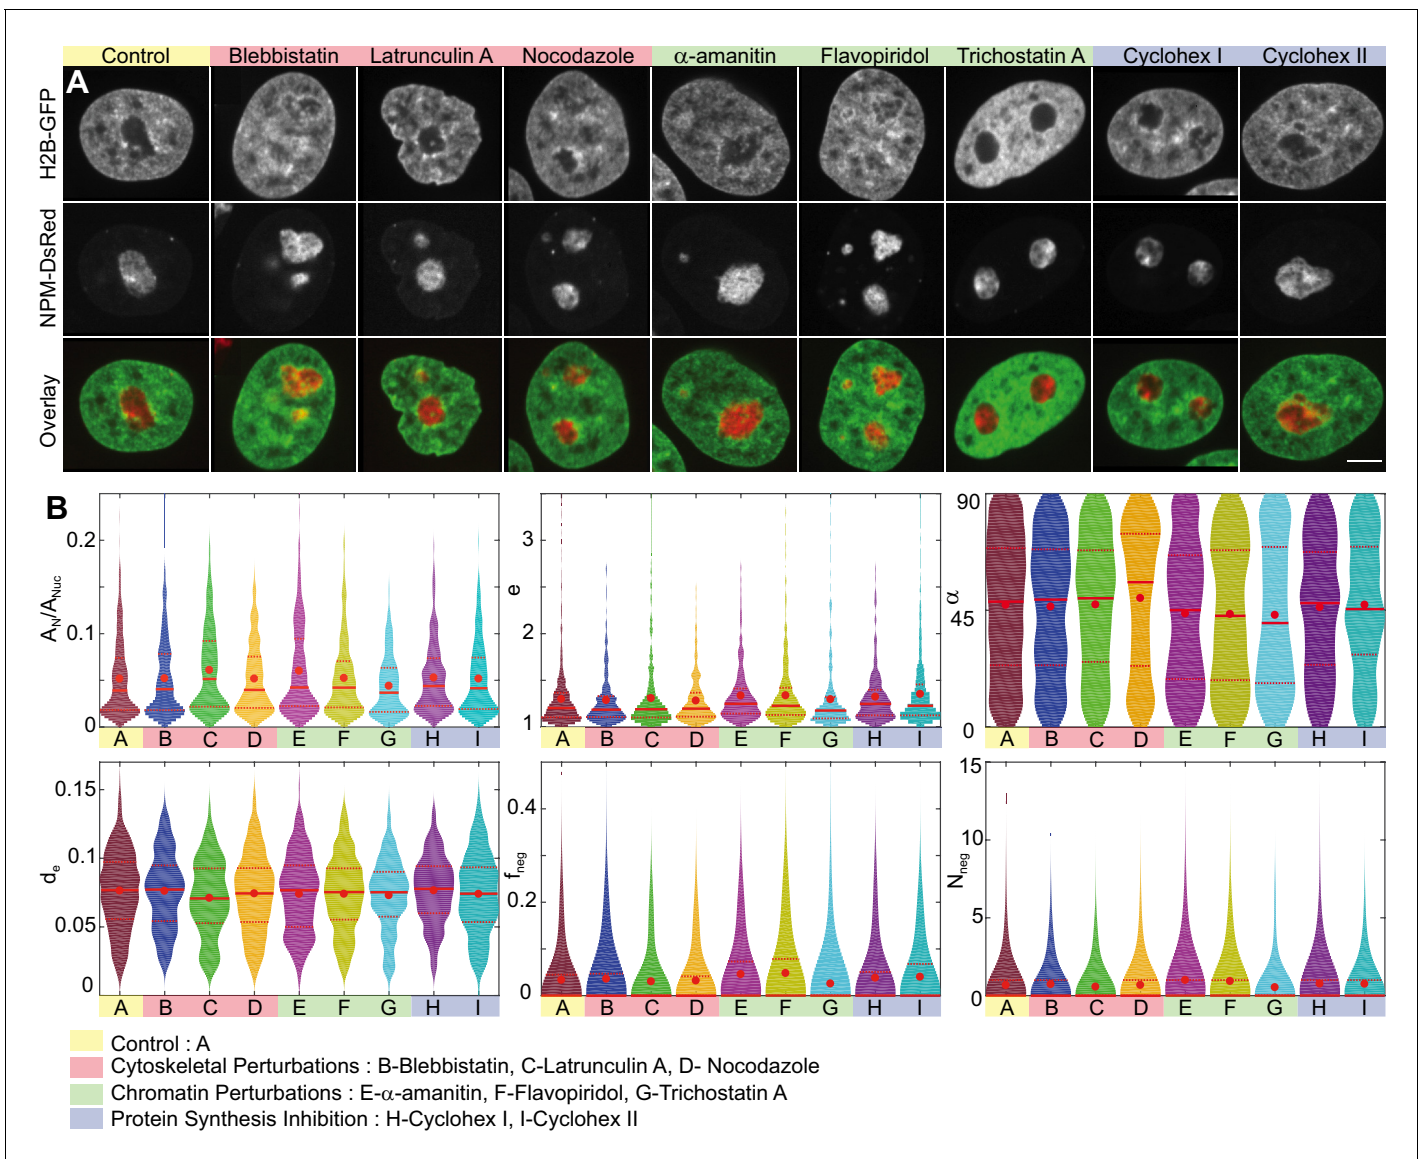 Control Blebbistatin Latrunculin A Nocodazole α-amanitin Flavopiridol Trichostatin A Cyclohex I Cyclohex II
A
H2B-GFP
NPM-DsRed
Overlay
B
A_N/A_Nuc
0.2
0.1
0
A B C D E F G H I
e
3
2
1
A B C D E F G H I
α
90
45
0
A B C D E F G H I
d_e
0.15
0.1
0.05
0
A B C D E F G H I
f_neg
0.4
0.2
0
A B C D E F G H I
N_neg
15
10
5
0
A B C D E F G H I
Control : A
Cytoskeletal Perturbations : B-Blebbistatin, C-Latrunculin A, D- Nocodazole
Chromatin Perturbations : E-α-amanitin, F-Flavopiridol, G-Trichostatin A
Protein Synthesis Inhibition : H-Cyclohex I, I-Cyclohex II